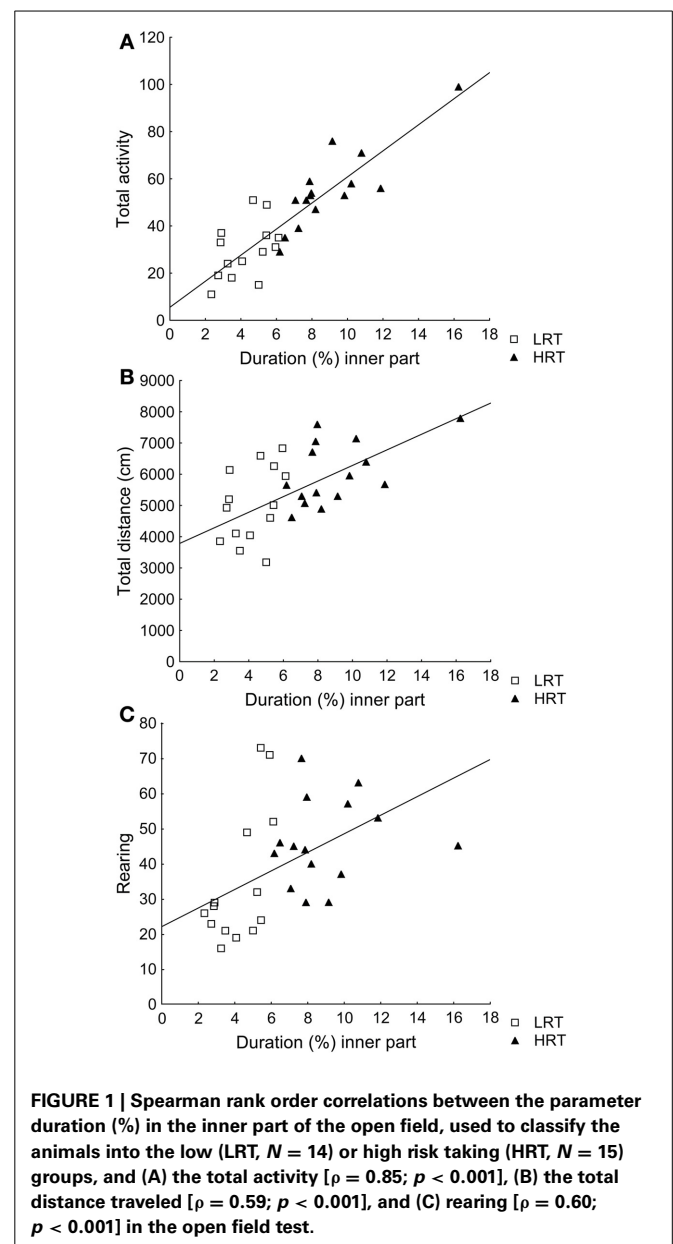 A
120
100
80
60
40
20
0
Total activity
0 2 4 6 8 10 12 14 16 18
Duration (%) inner part
□ LRT
▲ HRT
B
9000
8000
7000
6000
5000
4000
3000
2000
1000
0
Total distance (cm)
0 2 4 6 8 10 12 14 16 18
Duration (%) inner part
□ LRT
▲ HRT
C
80
70
60
50
40
30
20
10
0
Rearing
0 2 4 6 8 10 12 14 16 18
Duration (%) inner part
□ LRT
▲ HRT
FIGURE 1 | Spearman rank order correlations between the parameter
duration (%) in the inner part of the open field, used to classify the
animals into the low (LRT, N = 14) or high risk taking (HRT, N = 15)
groups, and (A) the total activity [ρ = 0.85; p < 0.001], (B) the total
distance traveled [ρ = 0.59; p < 0.001], and (C) rearing [ρ = 0.60;
p < 0.001] in the open field test.